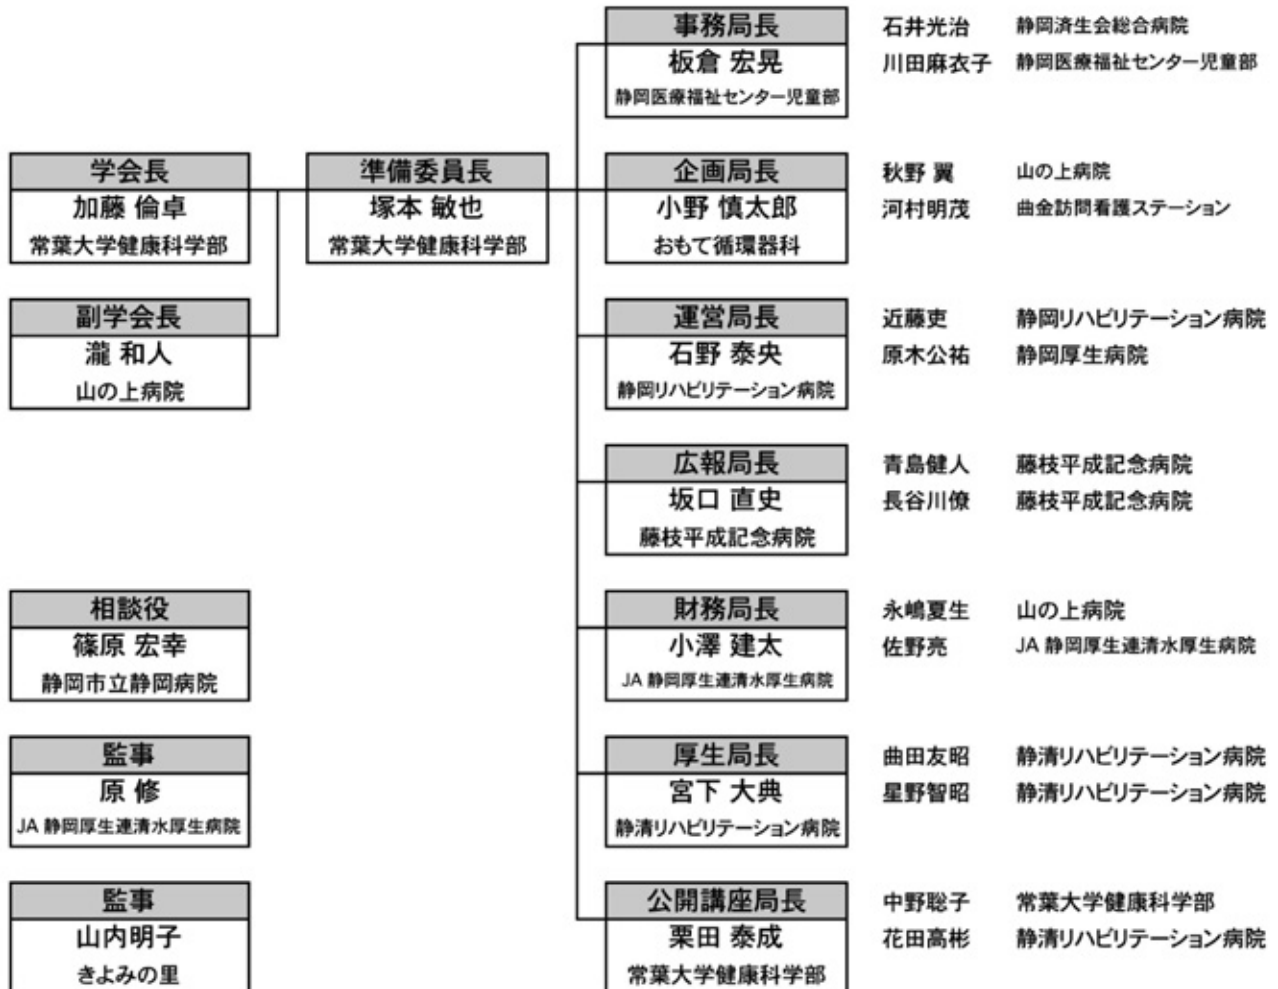 事務局長
板倉 宏晃
静岡医療福祉センター児童部
石井光治 静岡済生会総合病院
川田麻衣子 静岡医療福祉センター児童部
学会長
加藤 倫卓
常葉大学健康科学部
準備委員長
塚本 敏也
常葉大学健康科学部
企画局長
小野 慎太郎
おもて循環器科
秋野 翼 山の上病院
河村明茂 曲金訪問看護ステーション
副学会長
瀧 和人
山の上病院
運営局長
石野 泰央
静岡リハビリテーション病院
近藤吏 静岡リハビリテーション病院
原木公祐 静岡厚生病院
広報局長
坂口 直史
藤枝平成記念病院
青島健人 藤枝平成記念病院
長谷川僚 藤枝平成記念病院
相談役
篠原 宏幸
静岡市立静岡病院
財務局長
小澤 建太
JA 静岡厚生連清水厚生病院
永嶋夏生 山の上病院
佐野亮 JA 静岡厚生連清水厚生病院
監事
原 修
JA 静岡厚生連清水厚生病院
厚生局長
宮下 大典
静清リハビリテーション病院
曲田友昭 静清リハビリテーション病院
星野智昭 静清リハビリテーション病院
監事
山内明子
きよみの里
公開講座局長
栗田 泰成
常葉大学健康科学部
中野聡子 常葉大学健康科学部
花田高彬 静清リハビリテーション病院